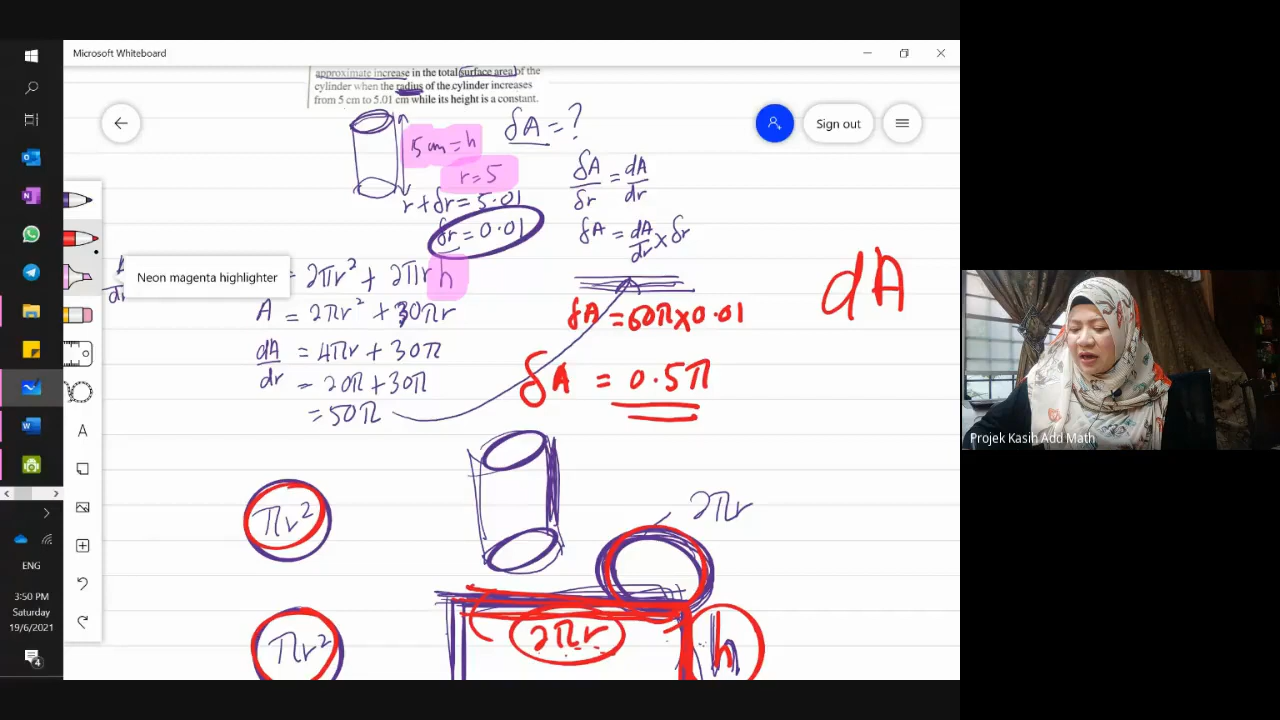 Microsoft Whiteboard
approximate increase in the total surface area of the
cylinder when the radius of the cylinder increases
from 5 cm to 5.01 cm while its height is a constant.
Sign out
δA = ?
15 cm = h
r = 5
r + δr = 5.01
δr = 0.01
δA/δr = dA/dr
δA = dA/dr × δr
Neon magenta highlighter
= 2πr² + 2πrh
A = 2πr² + 30πr
dA/dr = 4πr + 30π
= 20π + 30π
= 50π
δA = 50π × 0.01
δA = 0.5π
dA
πr²
2πr
πr²
2πr
h
Projek Kasih Add Math
ENG
3:50 PM
Saturday
19/6/2021
4